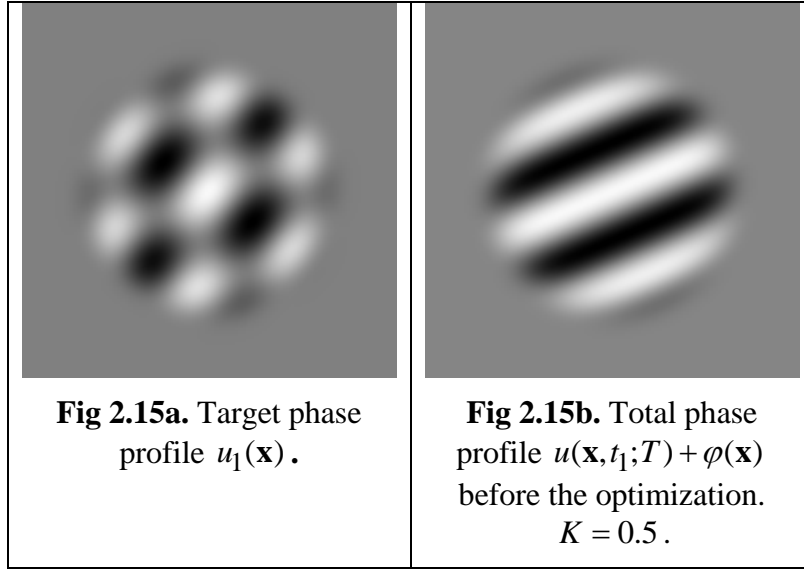 Fig 2.15a. Target phase
profile u₁(x).
Fig 2.15b. Total phase
profile u(x,t₁;T)+φ(x)
before the optimization.
K = 0.5.